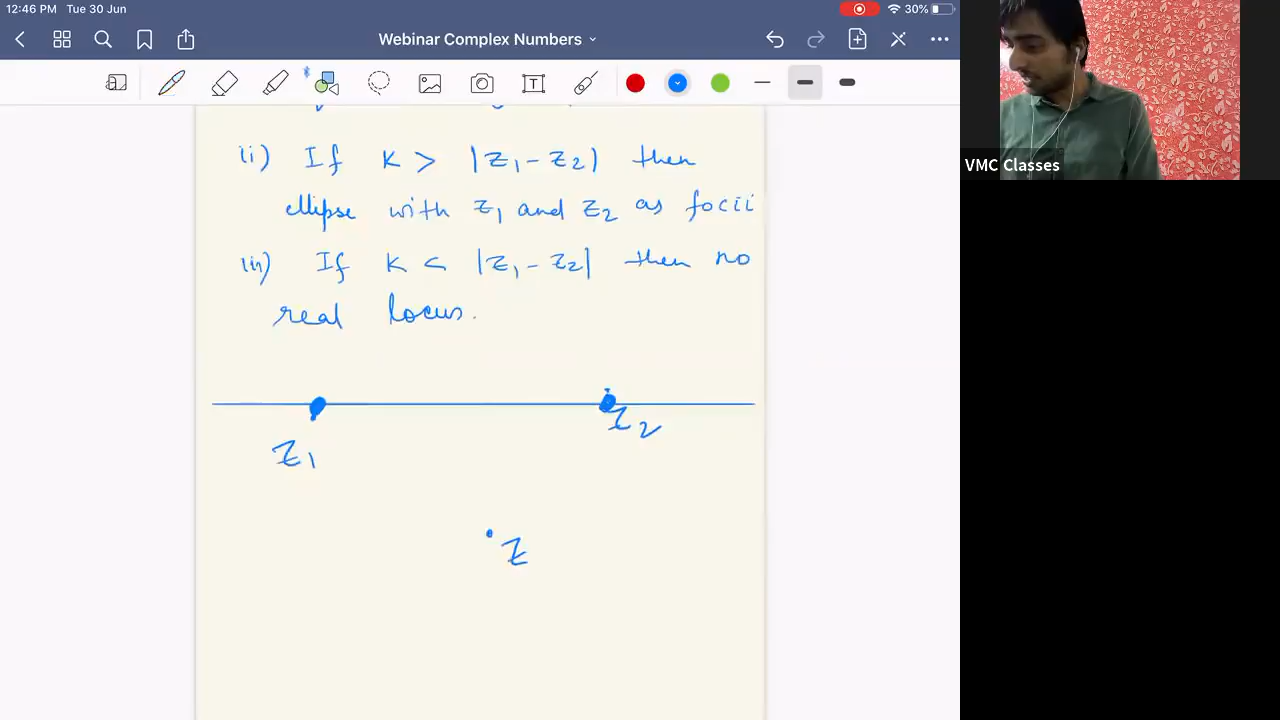 12:46 PM Tue 30 Jun
30%
Webinar Complex Numbers
VMC Classes
(ii) If K > |z1 - z2| then
ellipse with z1 and z2 as focii
(iii) If K < |z1 - z2| then no
real locus.
z1
z2
z